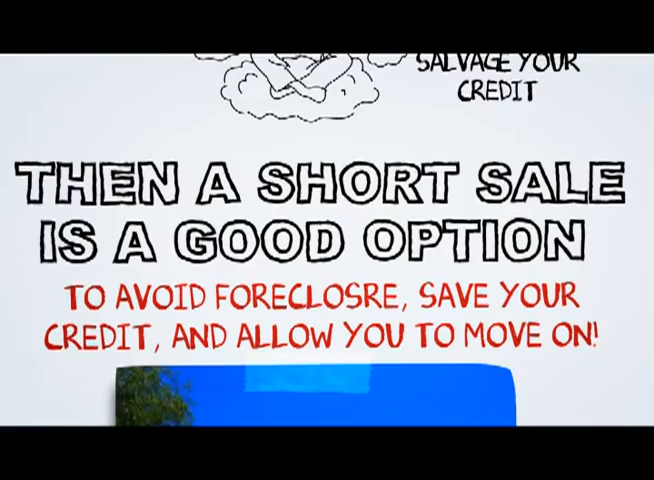 SALVAGE YOUR
CREDIT
THEN A SHORT SALE
IS A GOOD OPTION
TO AVOID FORECLOSRE, SAVE YOUR
CREDIT, AND ALLOW YOU TO MOVE ON!